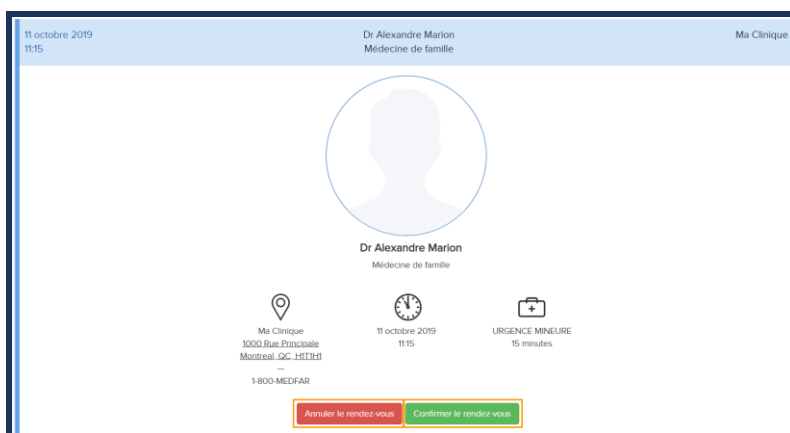 11 octobre 2019
11:15
Dr Alexandre Marion
Médecine de famille
Ma Clinique
Dr Alexandre Marion
Médecine de famille
Ma Clinique
1000 Rue Principale
Montreal, QC, H1T1H1
—
1-800-MEDFAR
11 octobre 2019
11:15
URGENCE MINEURE
15 minutes
Annuler le rendez-vous
Confirmer le rendez-vous